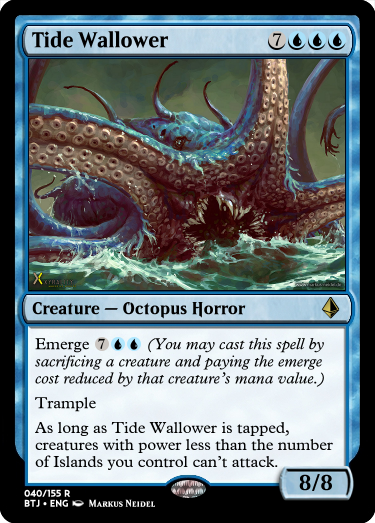 Tide Wallower 7
Creature — Octopus Horror
Emerge 7 (You may cast this spell by
sacrificing a creature and paying the emerge
cost reduced by that creature's mana value.)
Trample
As long as Tide Wallower is tapped,
creatures with power less than the number
of Islands you control can't attack.
8/8
040/155 R
BTJ • ENG MARKUS NEIDEL